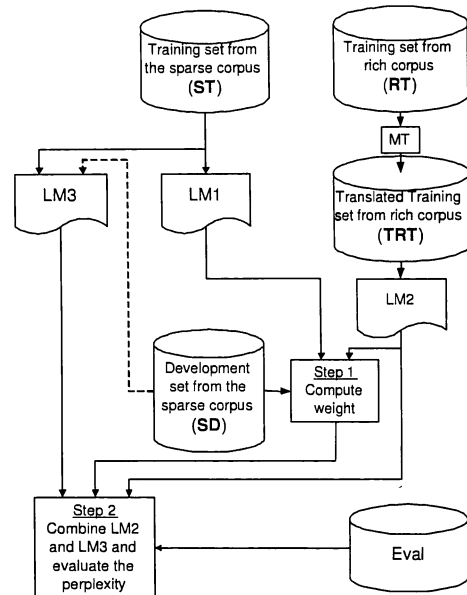 Training set from
the sparse corpus
(ST)
Training set from
rich corpus
(RT)
MT
LM3
LM1
Translated Training
set from rich corpus
(TRT)
LM2
Development
set from the
sparse corpus
(SD)
Step 1
Compute
weight
Step 2
Combine LM2
and LM3 and
evaluate the
perplexity
Eval